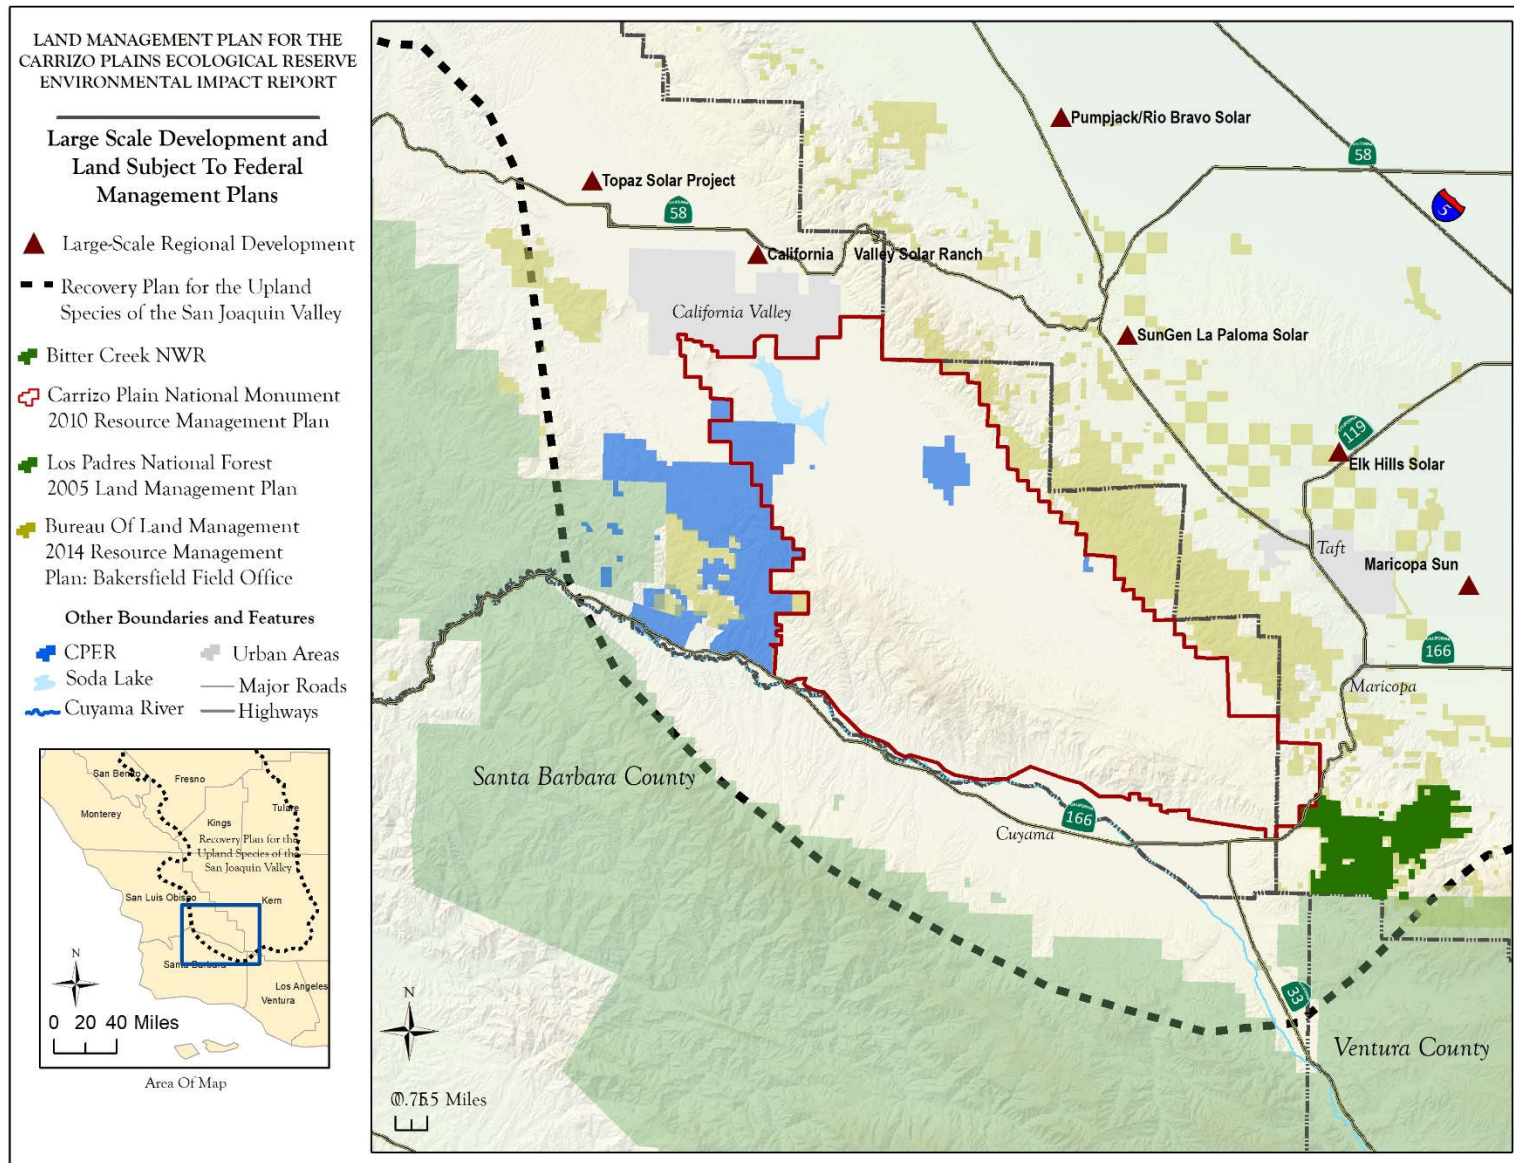 LAND MANAGEMENT PLAN FOR THE
CARRIZO PLAINS ECOLOGICAL RESERVE
ENVIRONMENTAL IMPACT REPORT
Large Scale Development and
Land Subject To Federal
Management Plans
Large-Scale Regional Development
Recovery Plan for the Upland
Species of the San Joaquin Valley
Bitter Creek NWR
Carrizo Plain National Monument
2010 Resource Management Plan
Los Padres National Forest
2005 Land Management Plan
Bureau Of Land Management
2014 Resource Management
Plan: Bakersfield Field Office
Other Boundaries and Features
CPER
Urban Areas
Soda Lake
Major Roads
Cuyama River
Highways
San Benito
Fresno
Monterey
Tulare
Kings
Recovery Plan for the
Upland Species of the
San Joaquin Valley
San Luis Obispo
Kern
Santa Barbara
Los Angeles
Ventura
N
0 20 40 Miles
Area Of Map
Pumpjack/Rio Bravo Solar
CALIFORNIA
58
Topaz Solar Project
CALIFORNIA
58
5
California Valley Solar Ranch
California Valley
SunGen La Paloma Solar
CALIFORNIA
119
Elk Hills Solar
Taft
Maricopa Sun
CALIFORNIA
166
Maricopa
Santa Barbara County
CALIFORNIA
166
Cuyama
CALIFORNIA
33
N
Ventura County
Miles